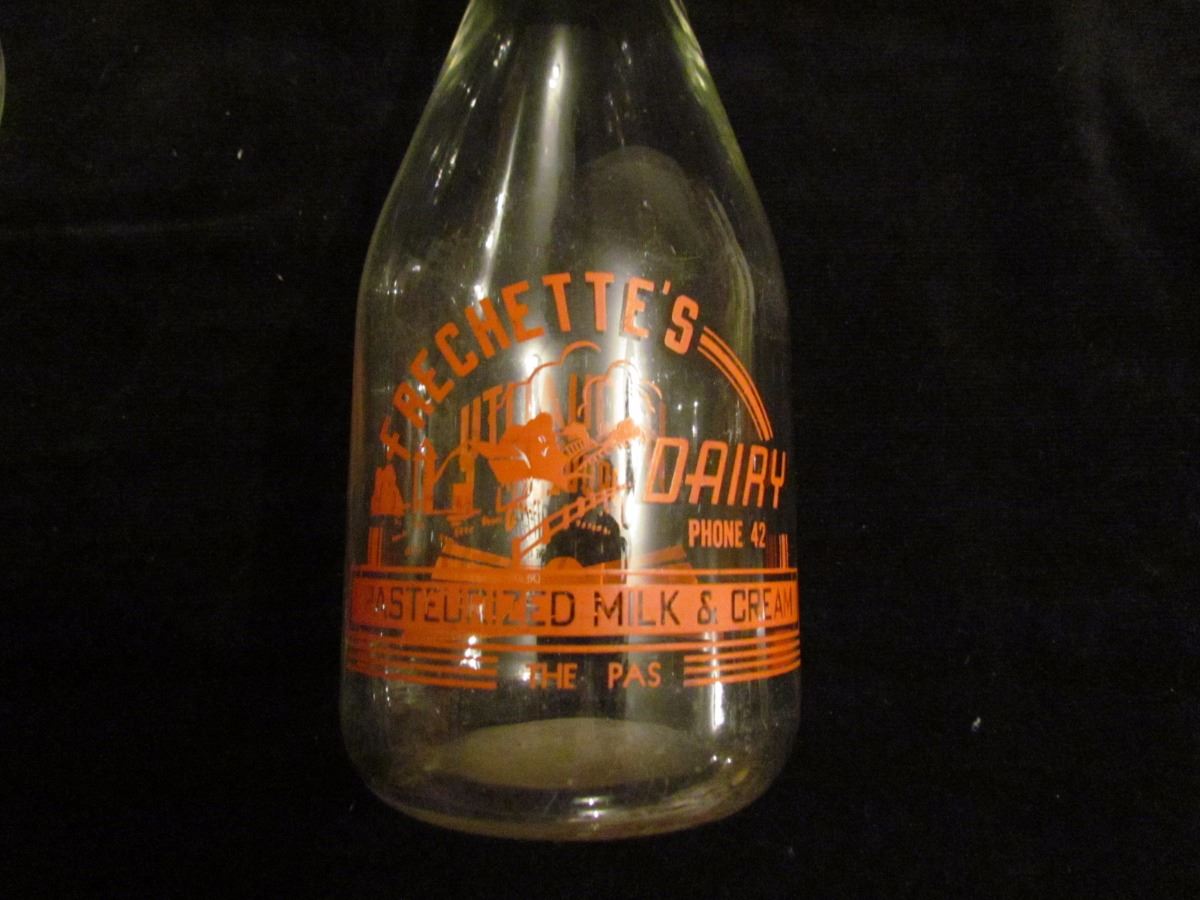 FRECHETTE'S
DAIRY
PHONE 42
PASTEURIZED MILK & CREAM
THE PAS